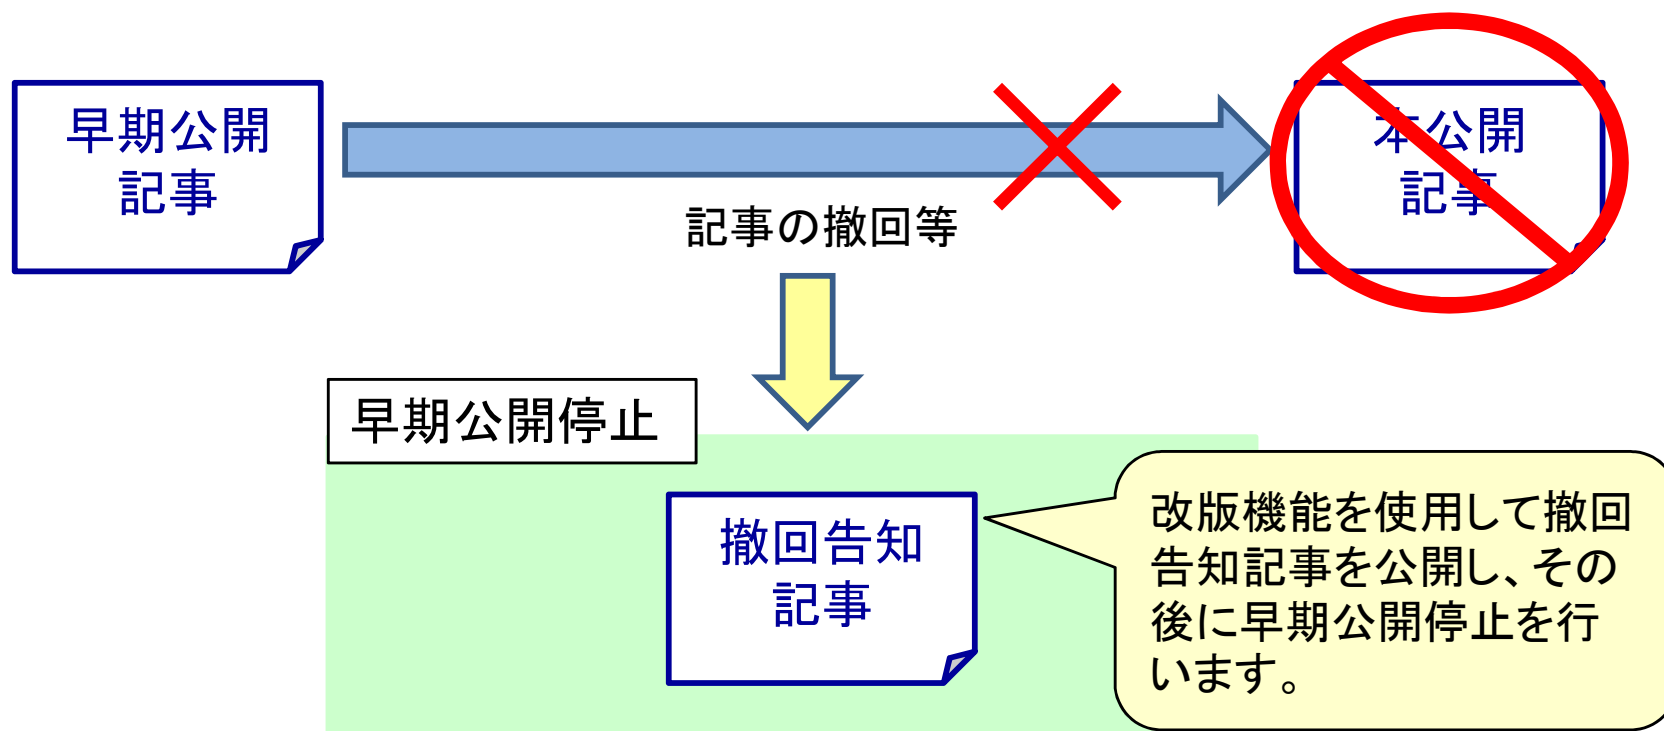 早期公開
記事
本公開
記事
記事の撤回等
早期公開停止
撤回告知
記事
改版機能を使用して撤回
告知記事を公開し、その
後に早期公開停止を行
います。